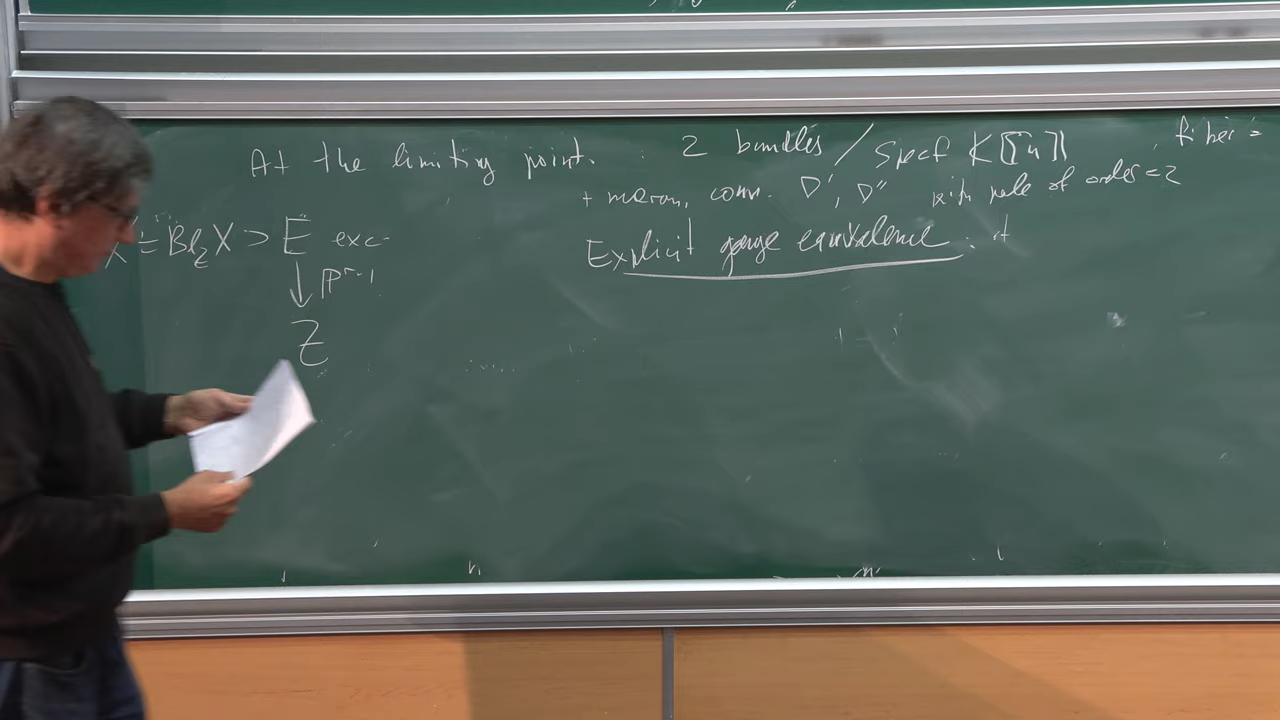 At the limiting point. : 2 bundles / Spec K[[u]], fiber =
+ merom. conn. ∇', ∇'' with pole of order = 2
= Bl_Z X ⊃ E exc.
Explicit gauge equivalence : it
↓ ℙ^{r-1}
Z